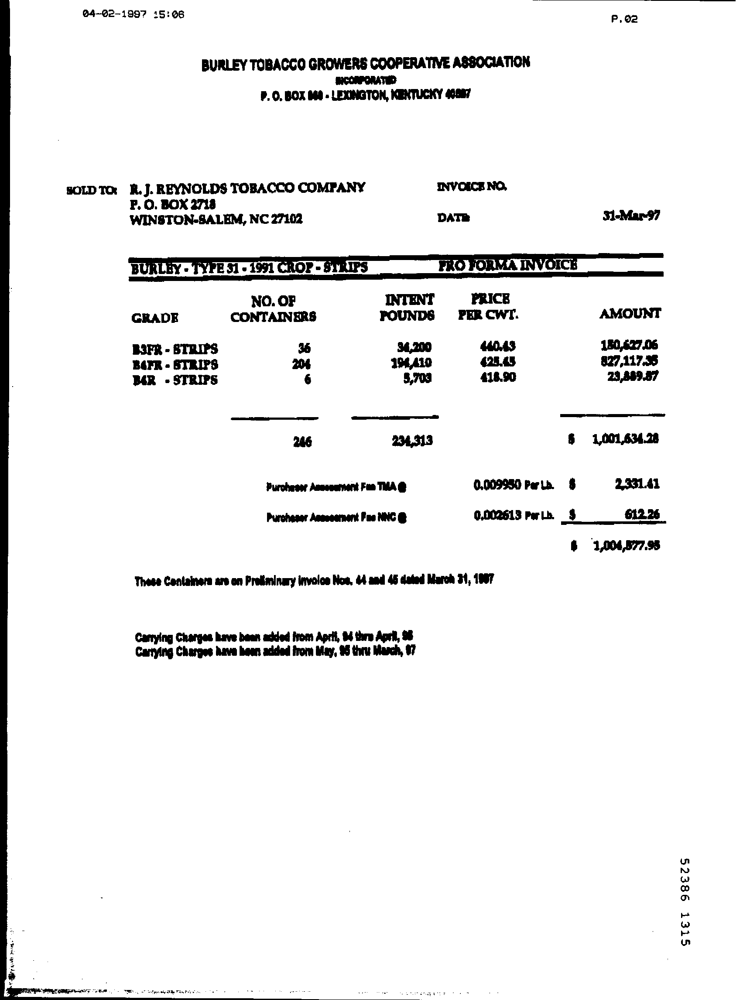 04-02-1997 15:06 P.02
BURLEY TOBACCO GROWERS COOPERATIVE ASSOCIATION
INCORPORATED
P. O. BOX - LEXINGTON, KENTUCKY
SOLD TO: R. J. REYNOLDS TOBACCO COMPANY INVOICE NO.
P. O. BOX 2718
WINSTON-SALEM, NC 27102 DATE 31-Mar-97
BURLEY - TYPE 31 - 1991 CROP - STRIPS PRO FORMA INVOICE
NO. OF INTENT PRICE
GRADE CONTAINERS POUNDS PER CWT. AMOUNT
B3FR - STRIPS 36 34,200 440.43 150,627.06
B4FR - STRIPS 204 194,410 425.45 827,117.35
B4R - STRIPS 6 5,703 418.90 23,889.87
246 234,313 $ 1,001,634.28
Purchaser Assessment Fee TMA @ 0.009950 Per Lb. $ 2,331.41
Purchaser Assessment Fee NNC @ 0.002613 Per Lb. $ 612.26
$ 1,004,577.95
These Containers are on Preliminary Invoice Nos. 44 and 45 dated March 31, 1997
Carrying Charges have been added from April, 94 thru April, 95
Carrying Charges have been added from May, 95 thru March, 97
52386 1315